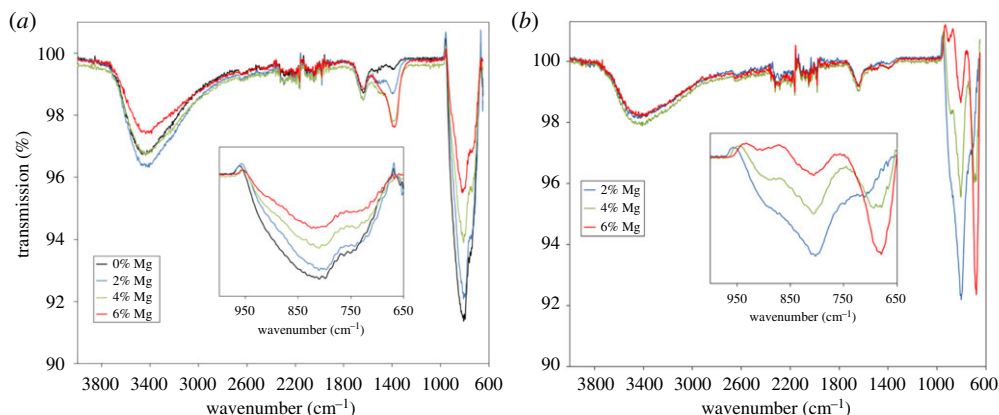 (a)
(b)
transmission (%)
100
98
96
94
92
90
0% Mg
2% Mg
4% Mg
6% Mg
950 850 750 650
wavenumber (cm⁻¹)
3800 3400 3000 2600 2200 1800 1400 1000 600
wavenumber (cm⁻¹)
100
98
96
94
92
90
2% Mg
4% Mg
6% Mg
950 850 750 650
wavenumber (cm⁻¹)
3800 3400 3000 2600 2200 1800 1400 1000 600
wavenumber (cm⁻¹)